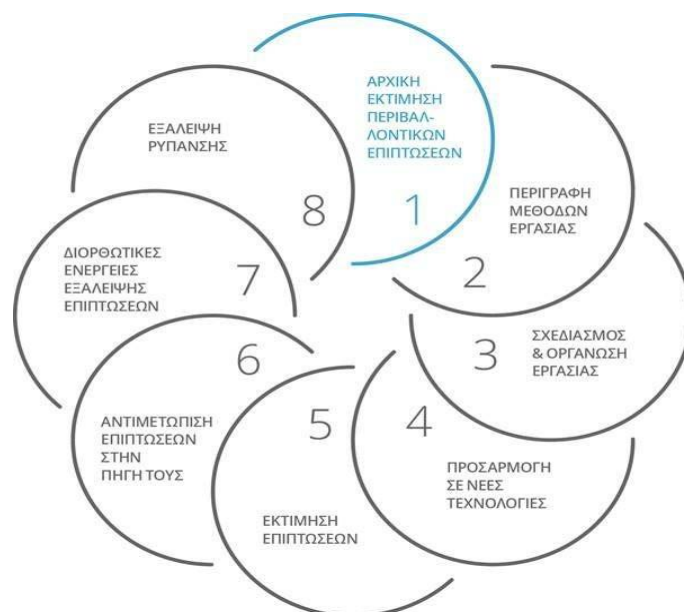 ΑΡΧΙΚΗ
ΕΚΤΙΜΗΣΗ
ΠΕΡΙΒΑΛ-
ΛΟΝΤΙΚΩΝ
ΕΠΙΠΤΩΣΕΩΝ
1
ΠΕΡΙΓΡΑΦΗ
ΜΕΘΟΔΩΝ
ΕΡΓΑΣΙΑΣ
2
ΣΧΕΔΙΑΣΜΟΣ
& ΟΡΓΑΝΩΣΗ
ΕΡΓΑΣΙΑΣ
3
4
ΠΡΟΣΑΡΜΟΓΗ
ΣΕ ΝΕΕΣ
ΤΕΧΝΟΛΟΓΙΕΣ
5
ΕΚΤΙΜΗΣΗ
ΕΠΙΠΤΩΣΕΩΝ
6
ΑΝΤΙΜΕΤΩΠΙΣΗ
ΕΠΙΠΤΩΣΕΩΝ
ΣΤΗΝ
ΠΗΓΗ ΤΟΥΣ
7
ΔΙΟΡΘΩΤΙΚΕΣ
ΕΝΕΡΓΕΙΕΣ
ΕΞΑΛΕΙΨΗΣ
ΕΠΙΠΤΩΣΕΩΝ
8
ΕΞΑΛΕΙΨΗ
ΡΥΠΑΝΣΗΣ